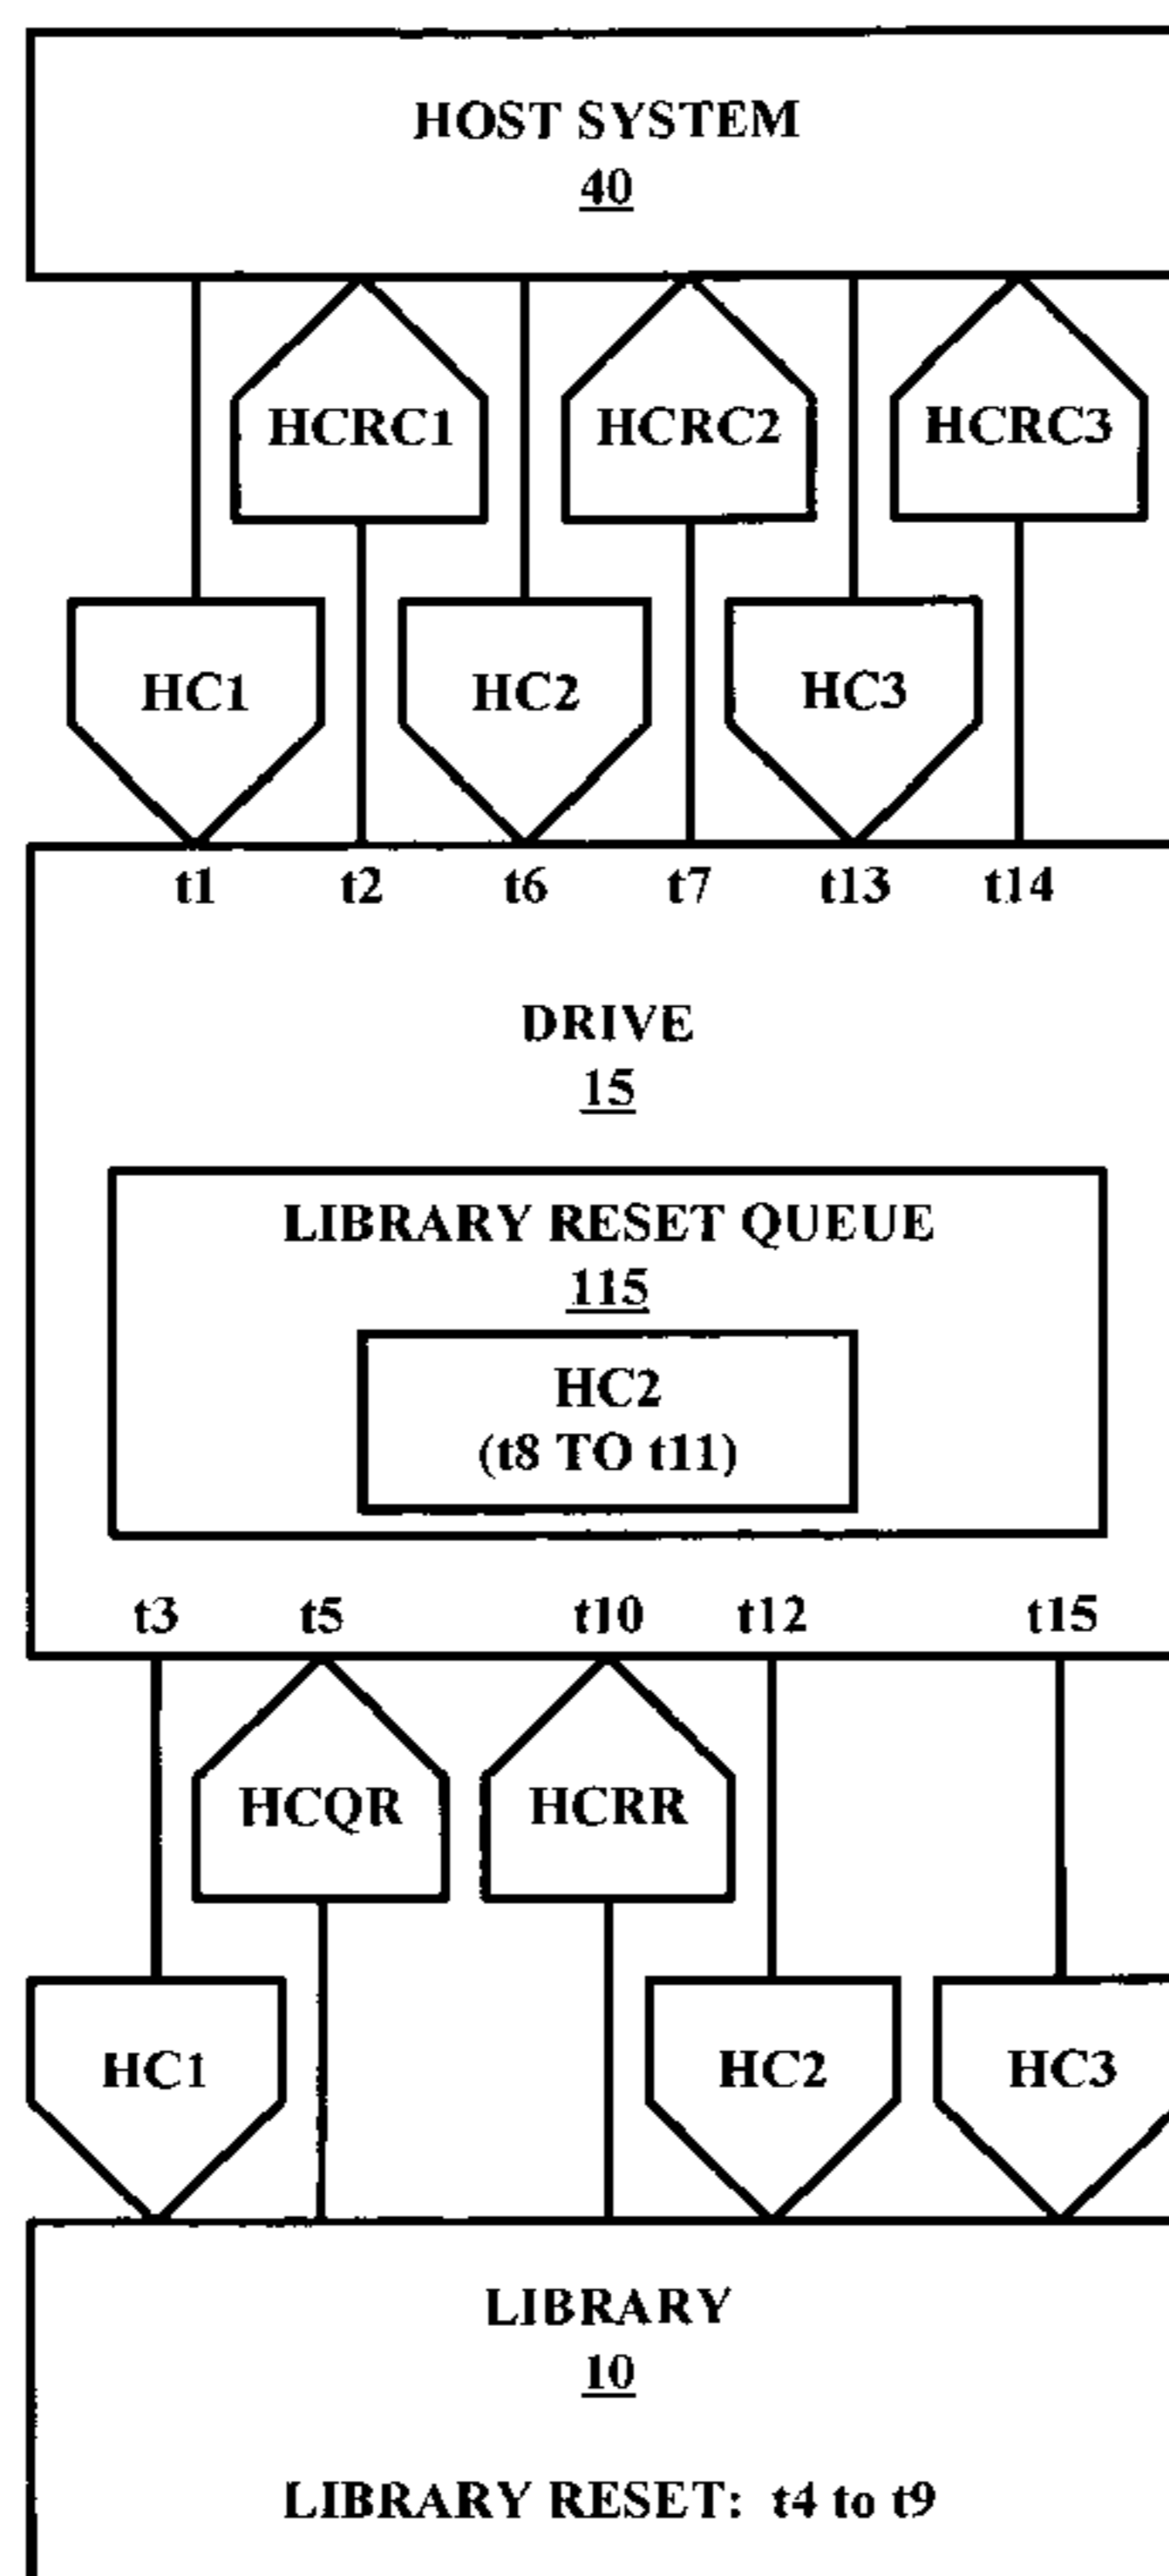 HOST SYSTEM
40
HCRC1 HCRC2 HCRC3
HC1 HC2 HC3
t1 t2 t6 t7 t13 t14
DRIVE
15
LIBRARY RESET QUEUE
115
HC2
(t8 TO t11)
t3 t5 t10 t12 t15
HCQR HCRR
HC1 HC2 HC3
LIBRARY
10
LIBRARY RESET: t4 to t9